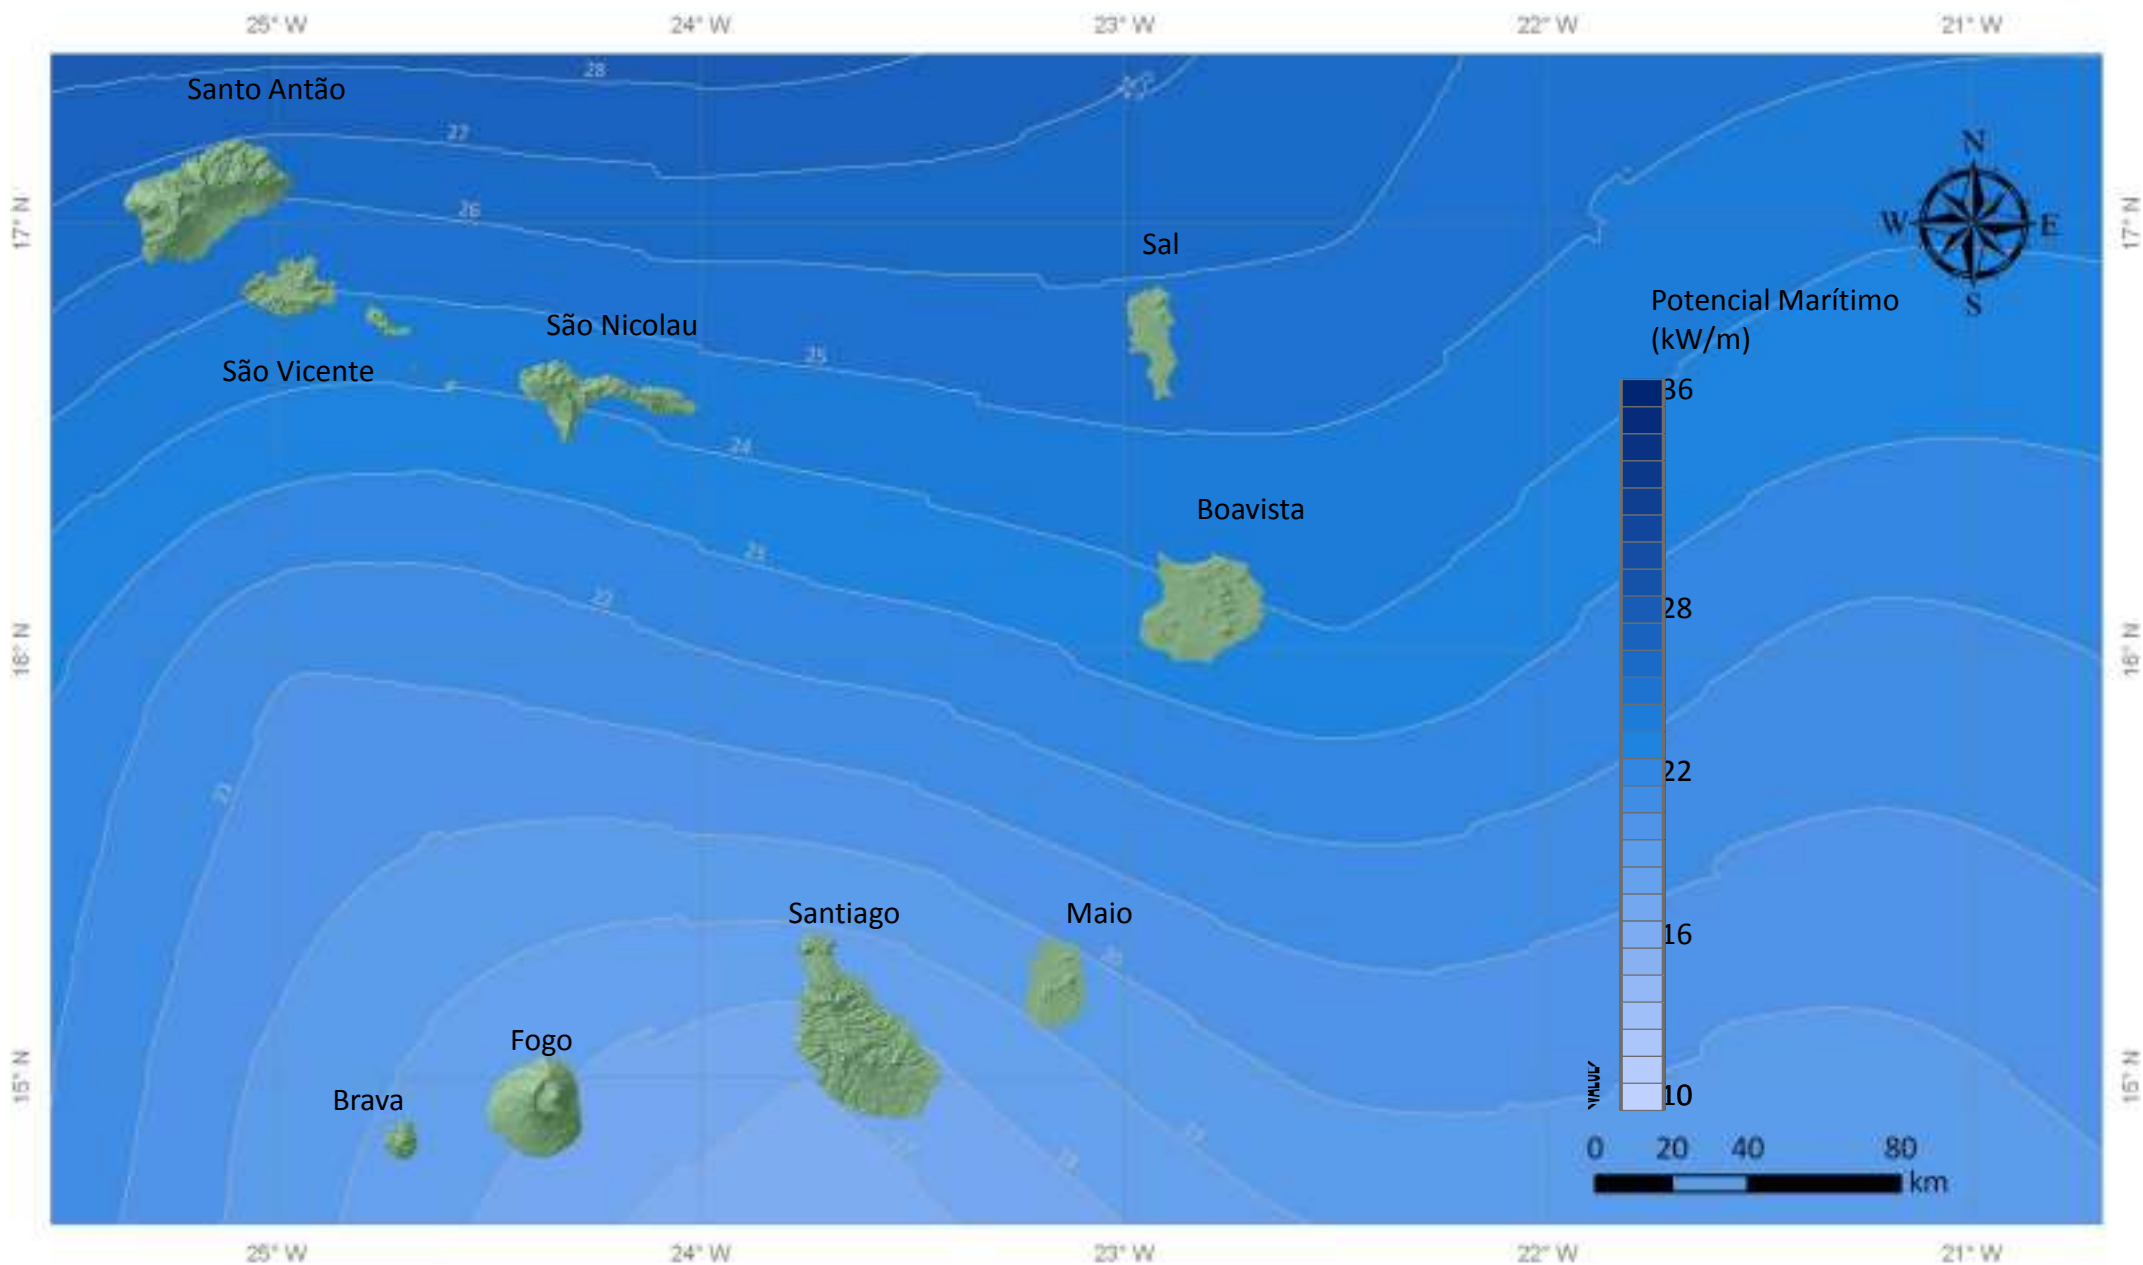 25° W
24° W
23° W
22° W
21° W
28
Santo Antão
27
N
W
E
S
17° N
17° N
26
Sal
Potencial Marítimo
(kW/m)
São Nicolau
25
São Vicente
36
24
Boavista
23
22
28
16° N
16° N
22
Santiago
Maio
16
20
Fogo
15° N
15° N
Brava
10
0
20
40
80
km
25° W
24° W
23° W
22° W
21° W